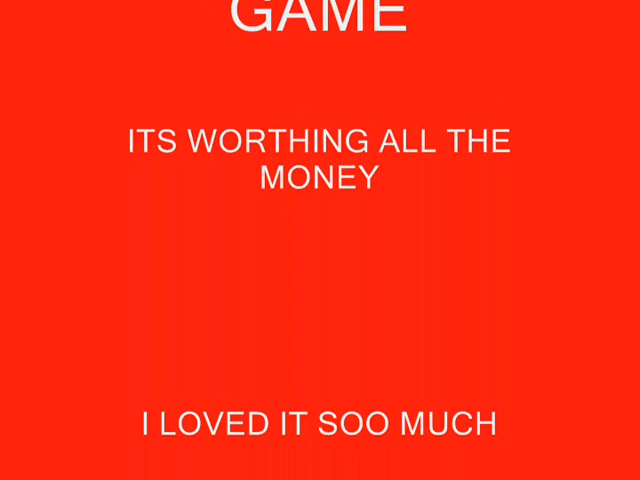 GAME
ITS WORTHING ALL THE
MONEY
I LOVED IT SOO MUCH